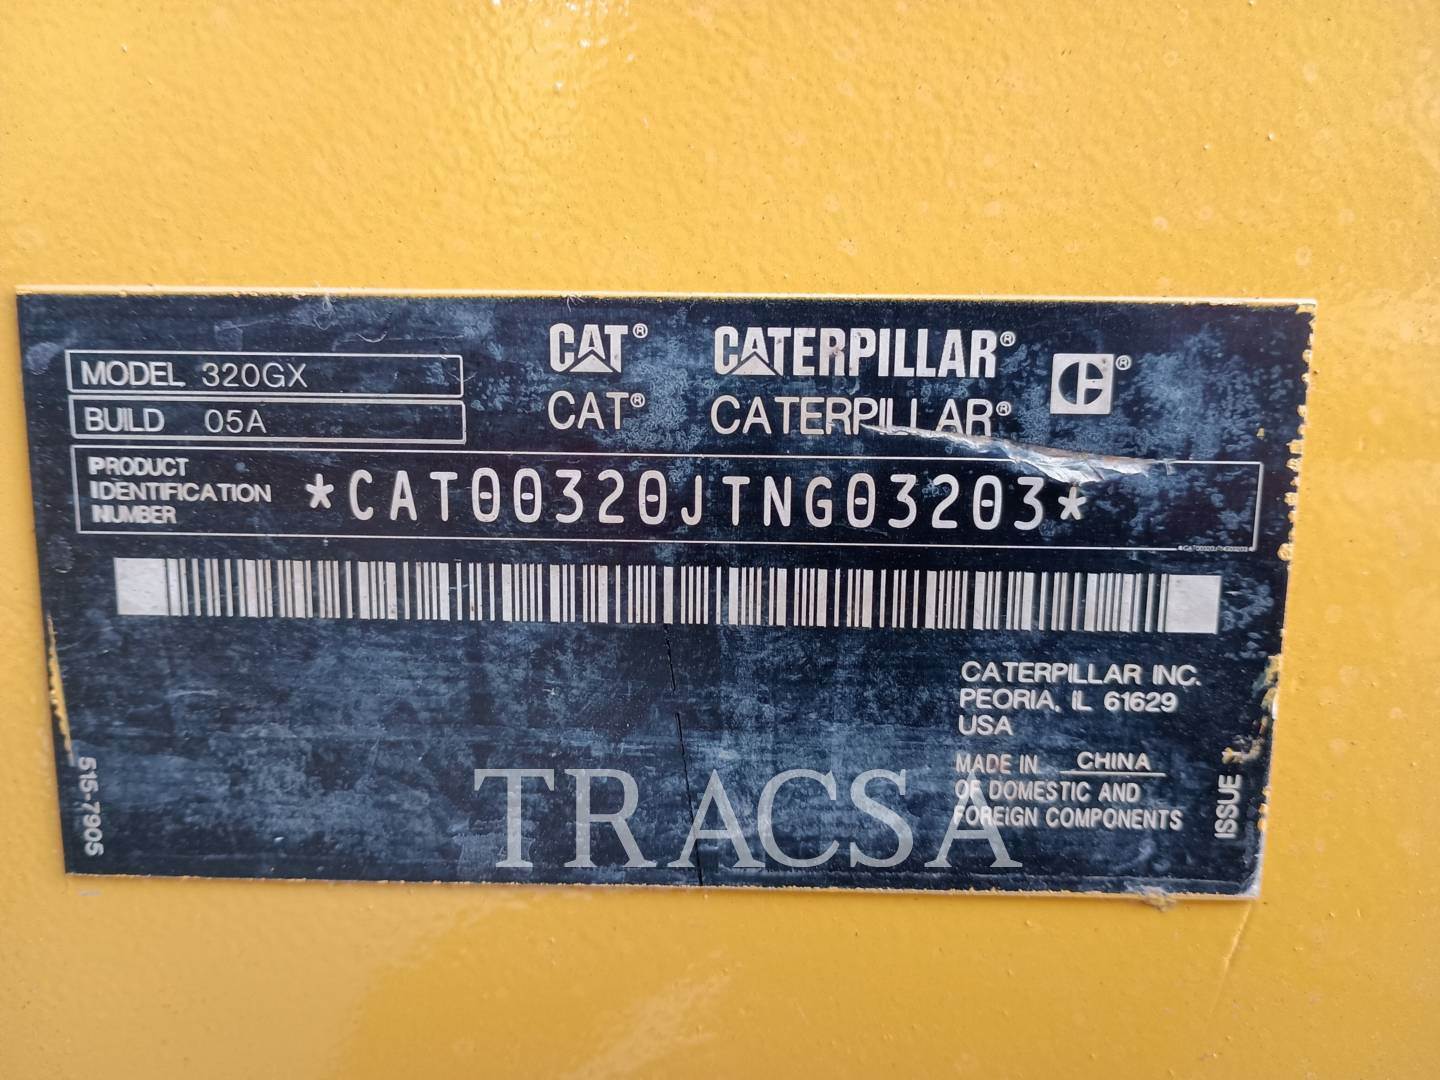 CAT® CATERPILLAR® C®
CAT® CATERPILLAR®
MODEL 320GX
BUILD 05A
PRODUCT
IDENTIFICATION
NUMBER
*CAT00320JTNG03203*
CATERPILLAR INC.
PEORIA, IL 61629
USA
MADE IN CHINA
OF DOMESTIC AND
FOREIGN COMPONENTS
515-7905
ISSUE
TRACSA